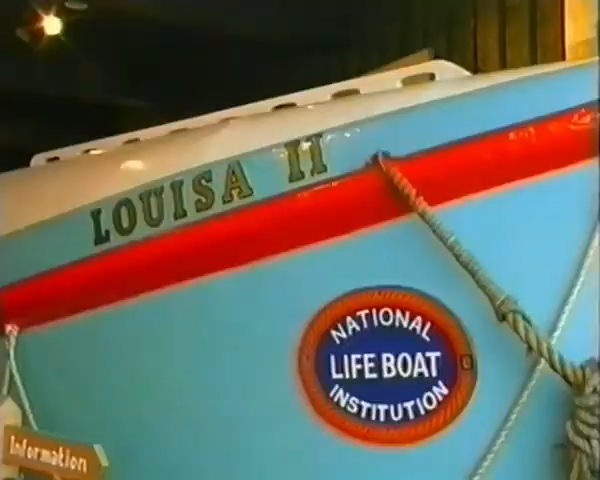 LOUISA II
NATIONAL
LIFE BOAT
INSTITUTION
Information